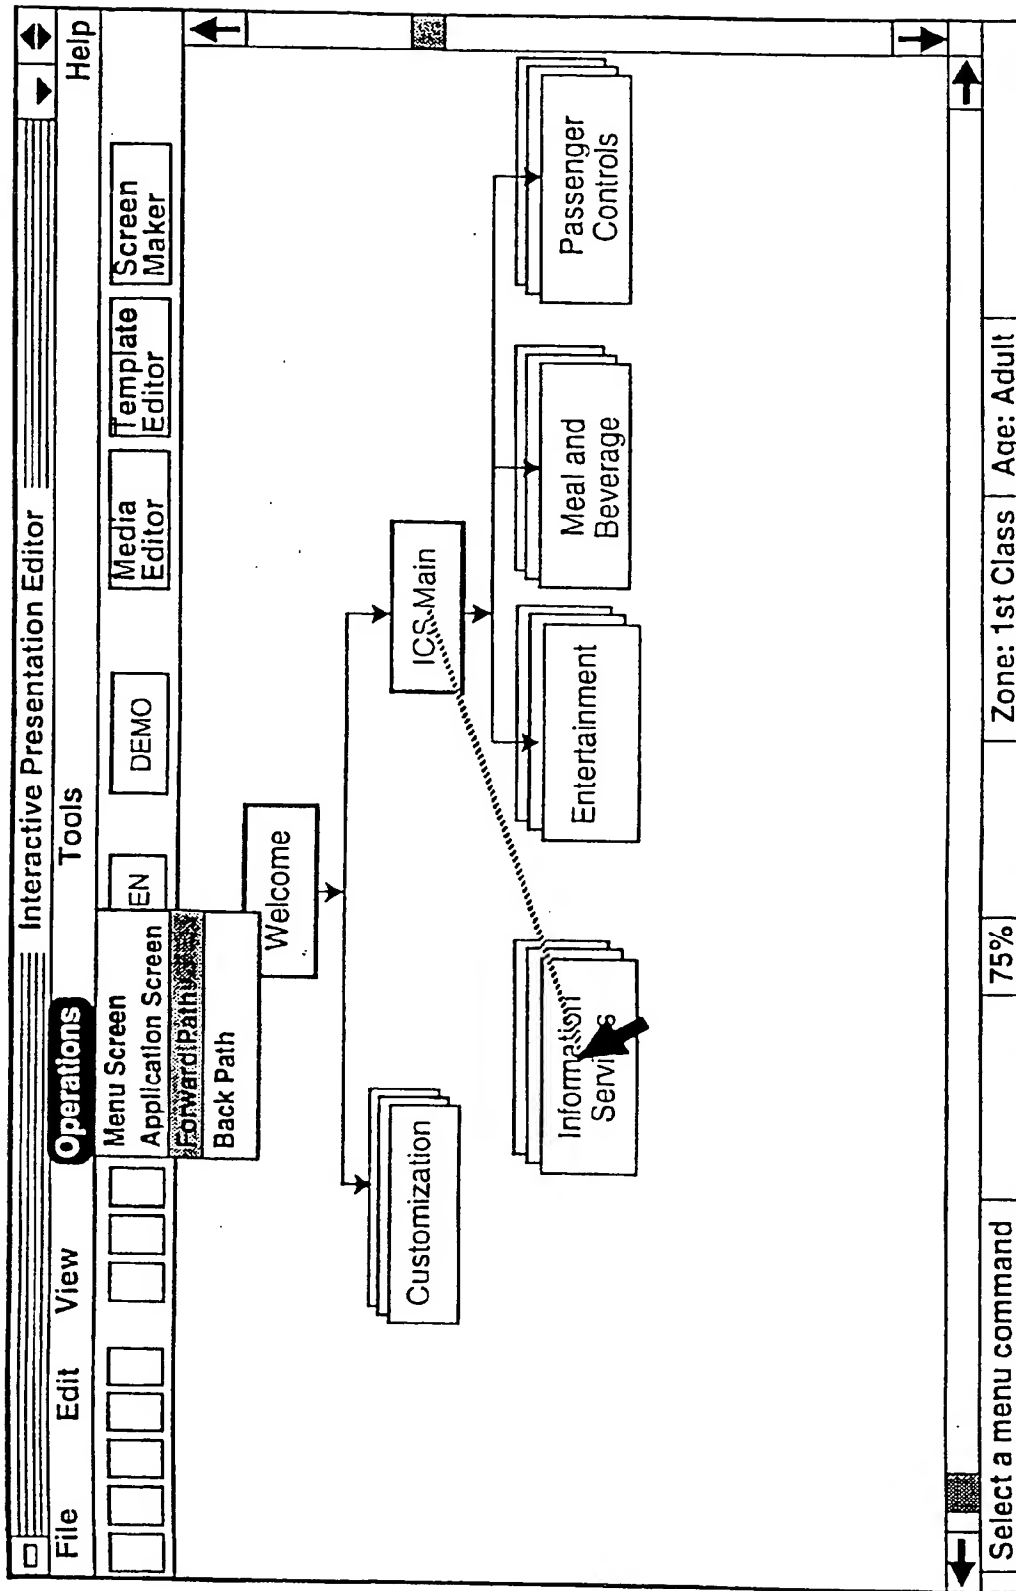 Interactive Presentation Editor
File Edit View Operations Tools Help
Menu Screen
Application Screen
Forward Path
Back Path
EN
DEMO
Media
Editor
Template
Editor
Screen
Maker
Welcome
Customization
ICS Main
Information
Entertainment
Meal and
Beverage
Passenger
Controls
Select a menu command 75% Zone: 1st Class Age: Adult